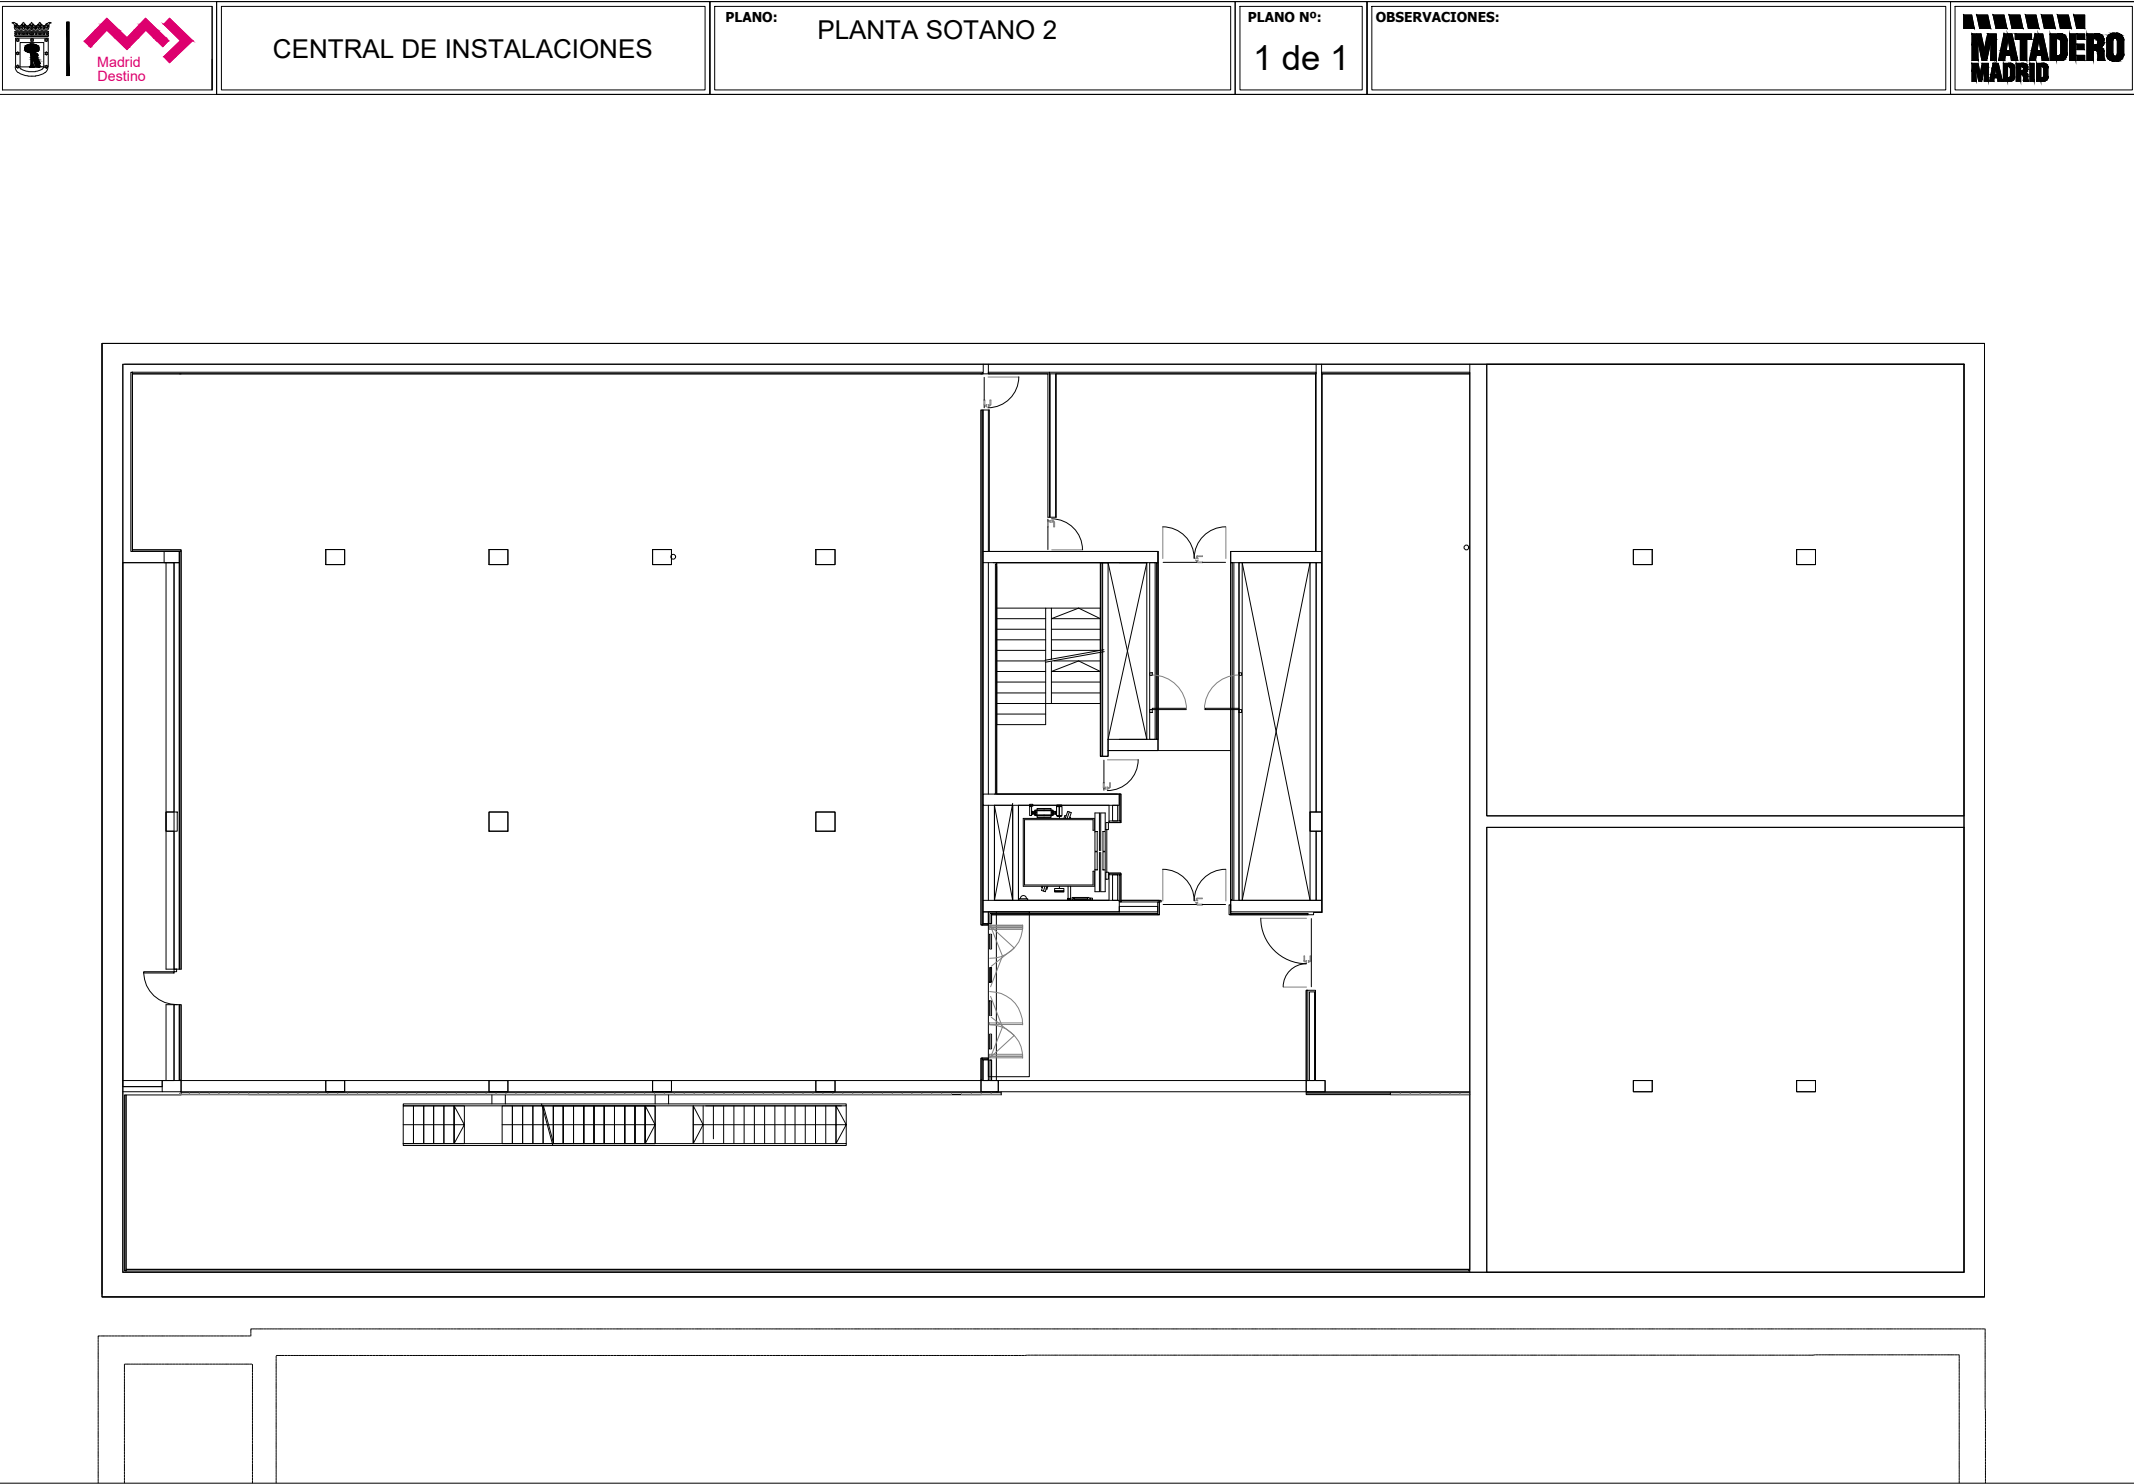 Madrid
Destino
CENTRAL DE INSTALACIONES
PLANO:
PLANTA SOTANO 2
PLANO Nº:
1 de 1
OBSERVACIONES:
MATADERO
MADRID